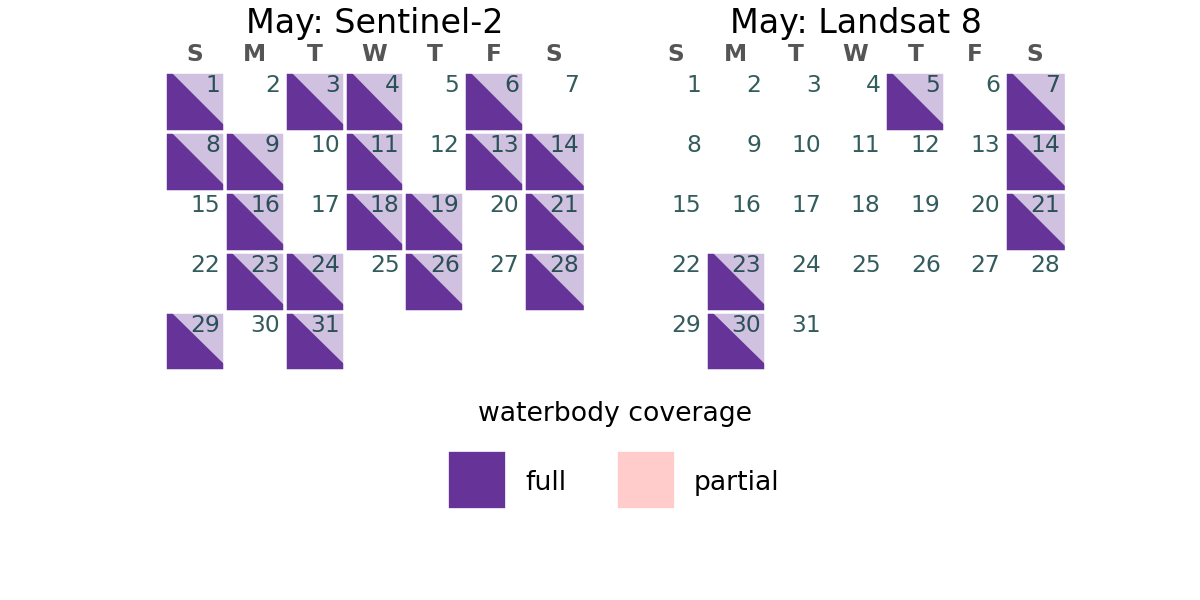 May: Sentinel-2
S M T W T F S
1 2 3 4 5 6 7
8 9 10 11 12 13 14
15 16 17 18 19 20 21
22 23 24 25 26 27 28
29 30 31
May: Landsat 8
S M T W T F S
1 2 3 4 5 6 7
8 9 10 11 12 13 14
15 16 17 18 19 20 21
22 23 24 25 26 27 28
29 30 31
waterbody coverage
full partial